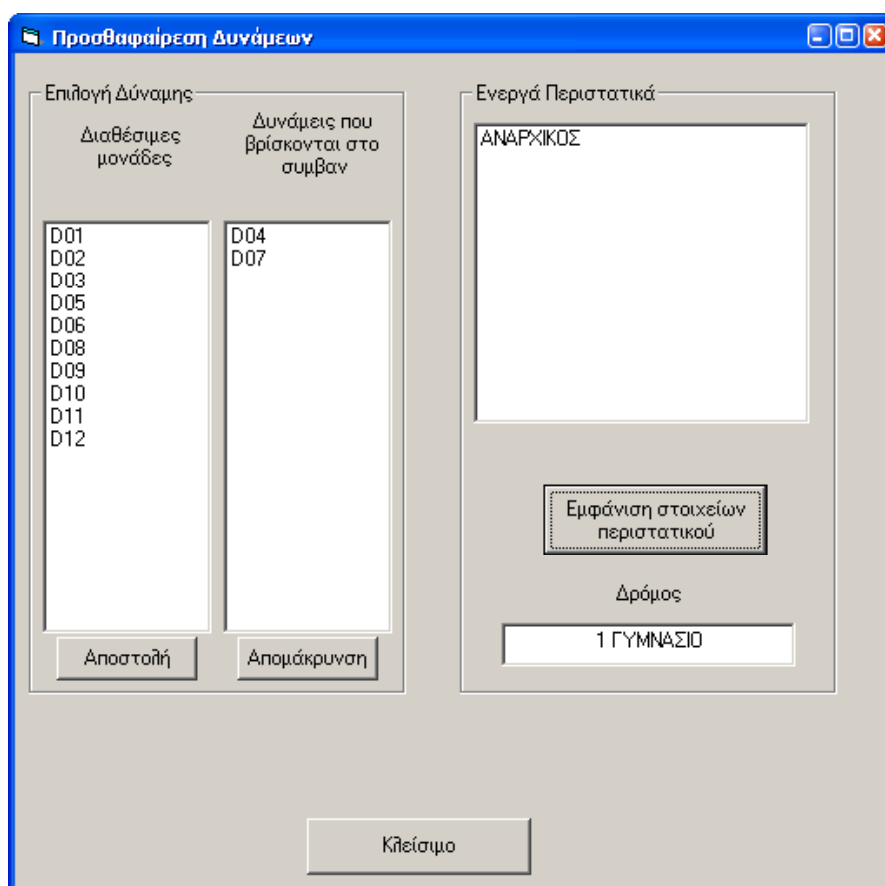 Προσθαφαίρεση Δυνάμεων
Επιλογή Δύναμης
Διαθέσιμες
μονάδες
Δυνάμεις που
βρίσκονται στο
συμβαν
D01
D02
D03
D05
D06
D08
D09
D10
D11
D12
D04
D07
Αποστολή
Απομάκρυνση
Ενεργά Περιστατικά
ΑΝΑΡΧΙΚΟΣ
Εμφάνιση στοιχείων
περιστατικού
Δρόμος
1 ΓΥΜΝΑΣΙΟ
Κλείσιμο